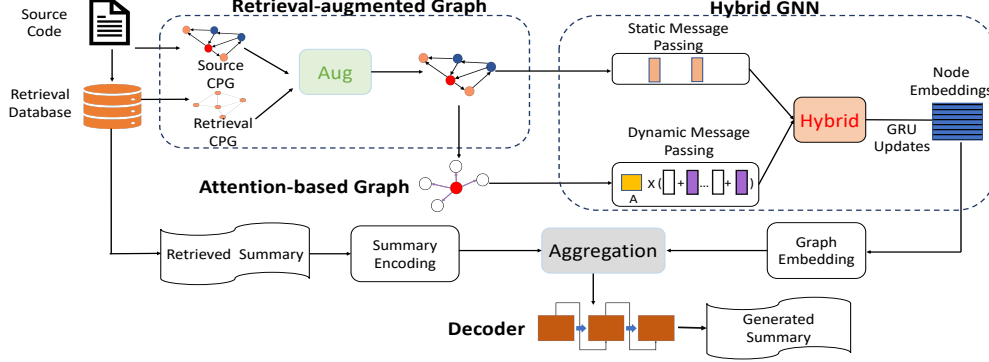 Retrieval-augmented Graph
Hybrid GNN
Source
Code
Static Message
Passing
Source
CPG
Aug
Node
Embeddings
Retrieval
Database
Retrieval
CPG
Hybrid
GRU
Updates
Dynamic Message
Passing
Attention-based Graph
A
X ( + ... + )
Retrieved Summary
Summary
Encoding
Aggregation
Graph
Embedding
Decoder
Generated
Summary